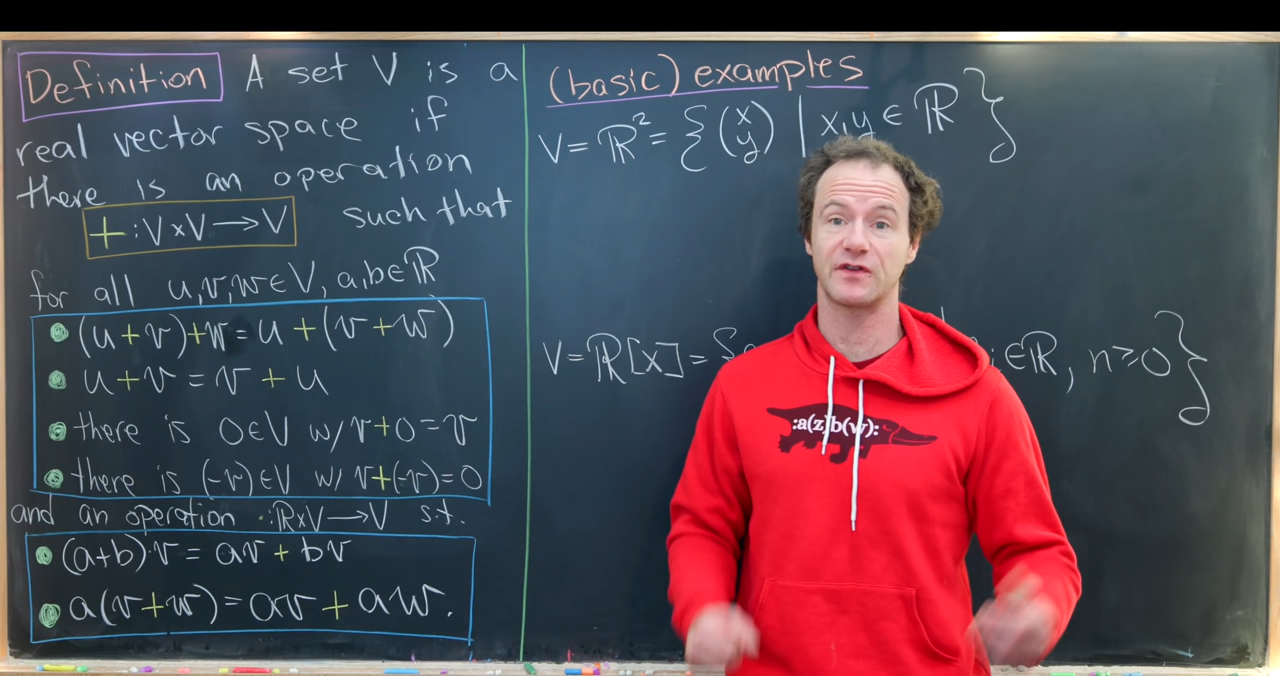 Definition A set V is a
real vector space if
there is an operation
+ : V × V → V such that
for all u, v, w ∈ V, a, b ∈ ℝ
• (u + v) + w = u + (v + w)
• u + v = v + u
• there is 0 ∈ V w/ v + 0 = v
• there is (-v) ∈ V w/ v + (-v) = 0
and an operation · : ℝ × V → V s.t.
• (a+b)·v = av + bv
• a(v + w) = av + aw.
(basic) examples
V = ℝ² = { (x y) | x, y ∈ ℝ }
V = ℝ[x] = { ∈ ℝ, n ≥ 0 }
:a(z)b(w):